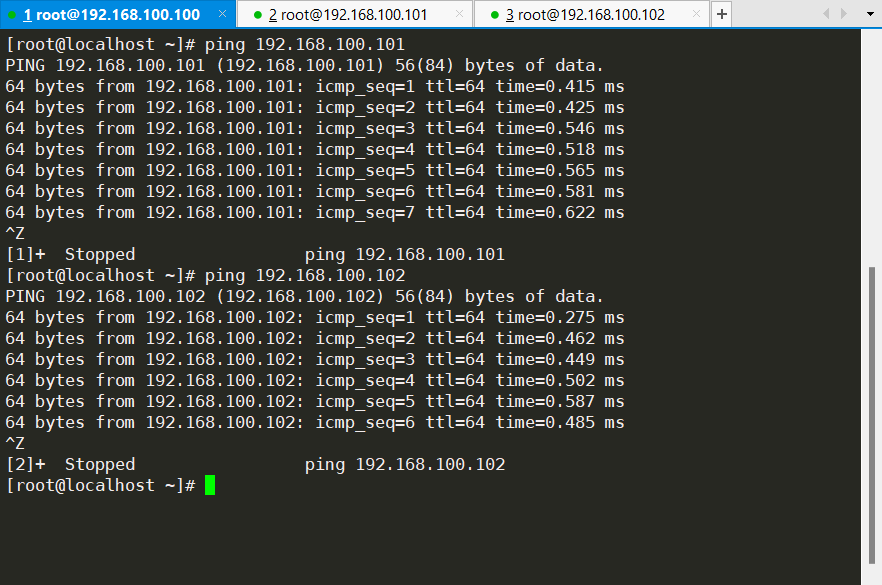 1 root@192.168.100.100 × 2 root@192.168.100.101 × 3 root@192.168.100.102 × +
[root@localhost ~]# ping 192.168.100.101
PING 192.168.100.101 (192.168.100.101) 56(84) bytes of data.
64 bytes from 192.168.100.101: icmp_seq=1 ttl=64 time=0.415 ms
64 bytes from 192.168.100.101: icmp_seq=2 ttl=64 time=0.425 ms
64 bytes from 192.168.100.101: icmp_seq=3 ttl=64 time=0.546 ms
64 bytes from 192.168.100.101: icmp_seq=4 ttl=64 time=0.518 ms
64 bytes from 192.168.100.101: icmp_seq=5 ttl=64 time=0.565 ms
64 bytes from 192.168.100.101: icmp_seq=6 ttl=64 time=0.581 ms
64 bytes from 192.168.100.101: icmp_seq=7 ttl=64 time=0.622 ms
^Z
[1]+  Stopped                 ping 192.168.100.101
[root@localhost ~]# ping 192.168.100.102
PING 192.168.100.102 (192.168.100.102) 56(84) bytes of data.
64 bytes from 192.168.100.102: icmp_seq=1 ttl=64 time=0.275 ms
64 bytes from 192.168.100.102: icmp_seq=2 ttl=64 time=0.462 ms
64 bytes from 192.168.100.102: icmp_seq=3 ttl=64 time=0.449 ms
64 bytes from 192.168.100.102: icmp_seq=4 ttl=64 time=0.502 ms
64 bytes from 192.168.100.102: icmp_seq=5 ttl=64 time=0.587 ms
64 bytes from 192.168.100.102: icmp_seq=6 ttl=64 time=0.485 ms
^Z
[2]+  Stopped                 ping 192.168.100.102
[root@localhost ~]#